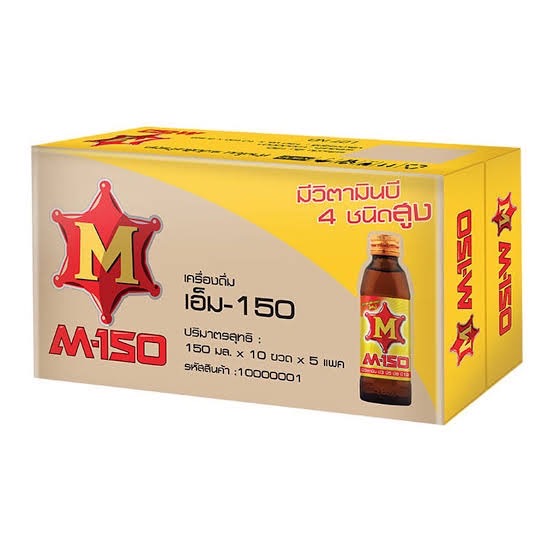 M
M-150
เครื่องดื่ม
เอ็ม-150
ปริมาตรสุทธิ :
150 มล. x 10 ขวด x 5 แพค
รหัสสินค้า :10000001
มีวิตามินบี
4 ชนิดสูง
M
M-150
M-150
M-150